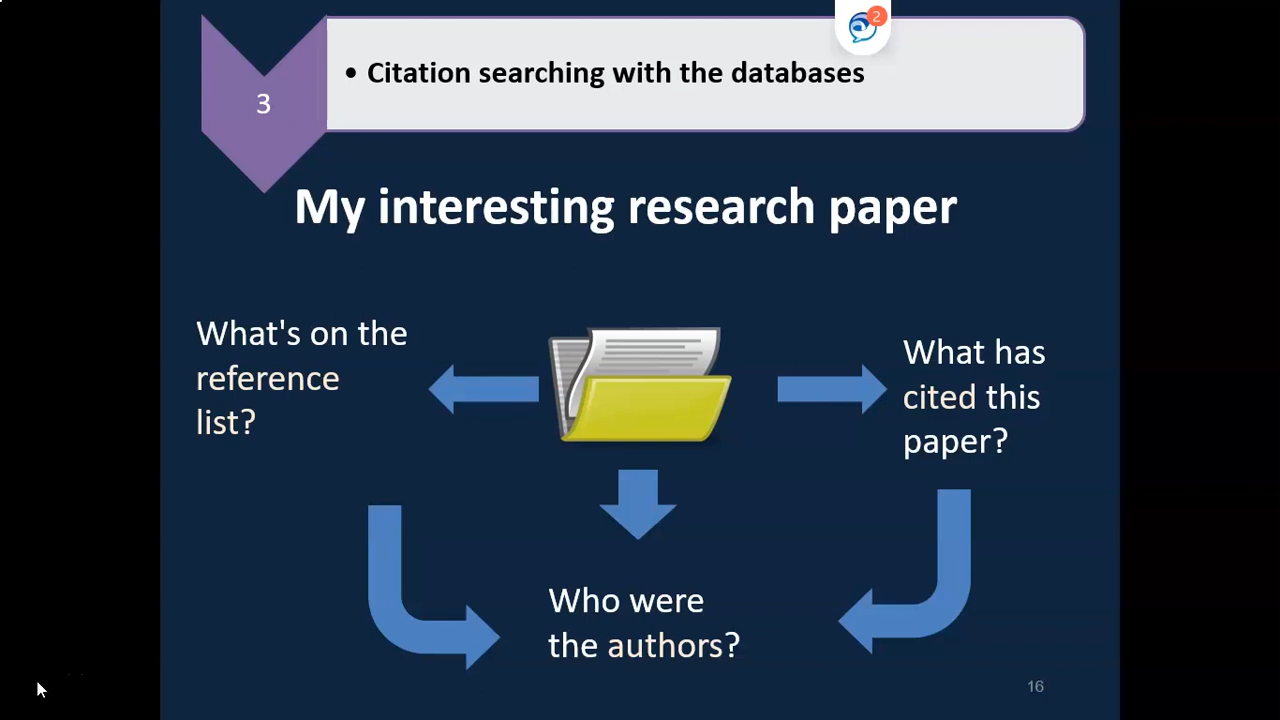 2
3
• Citation searching with the databases
My interesting research paper
What's on the
reference
list?
What has
cited this
paper?
Who were
the authors?
16